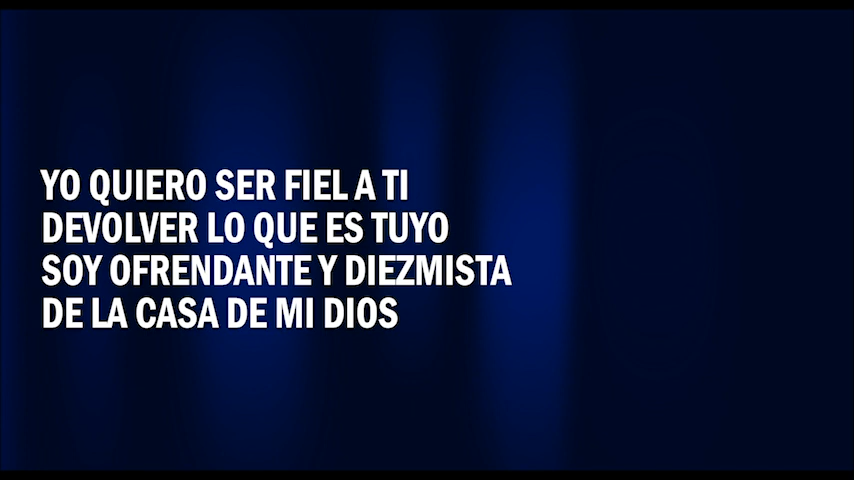 YO QUIERO SER FIEL A TI
DEVOLVER LO QUE ES TUYO
SOY OFRENDANTE Y DIEZMISTA
DE LA CASA DE MI DIOS